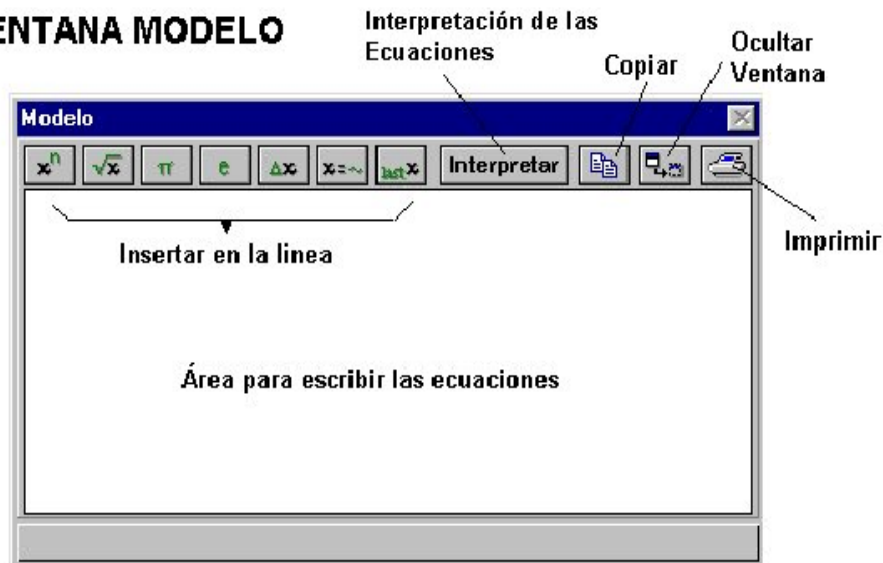 ENTANA MODELO
Interpretación de las
Ecuaciones
Copiar
Ocultar
Ventana
Modelo
xⁿ √x π e Δx x=~ last x Interpretar
Imprimir
Insertar en la linea
Área para escribir las ecuaciones